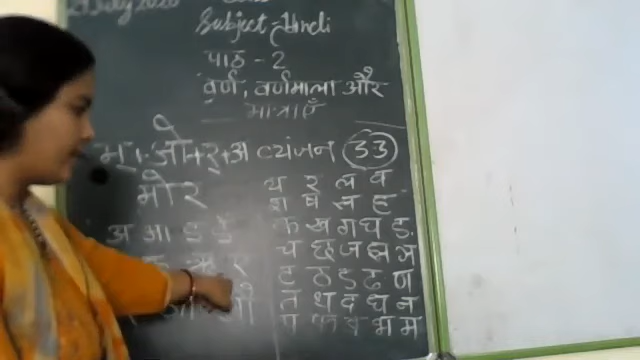 Subject - Hindi
पाठ - 2
वर्ण, वर्णमाला और
मात्राएँ
म् + ओ + र् + अ
मोर
अ आ इ ई
ऋ ए
औ
व्यंजन 33
य र ल व
श ष स ह
क ख ग घ ङ
च छ ज झ ञ
ट ठ ड ढ ण
त थ द ध न
प फ ब भ म